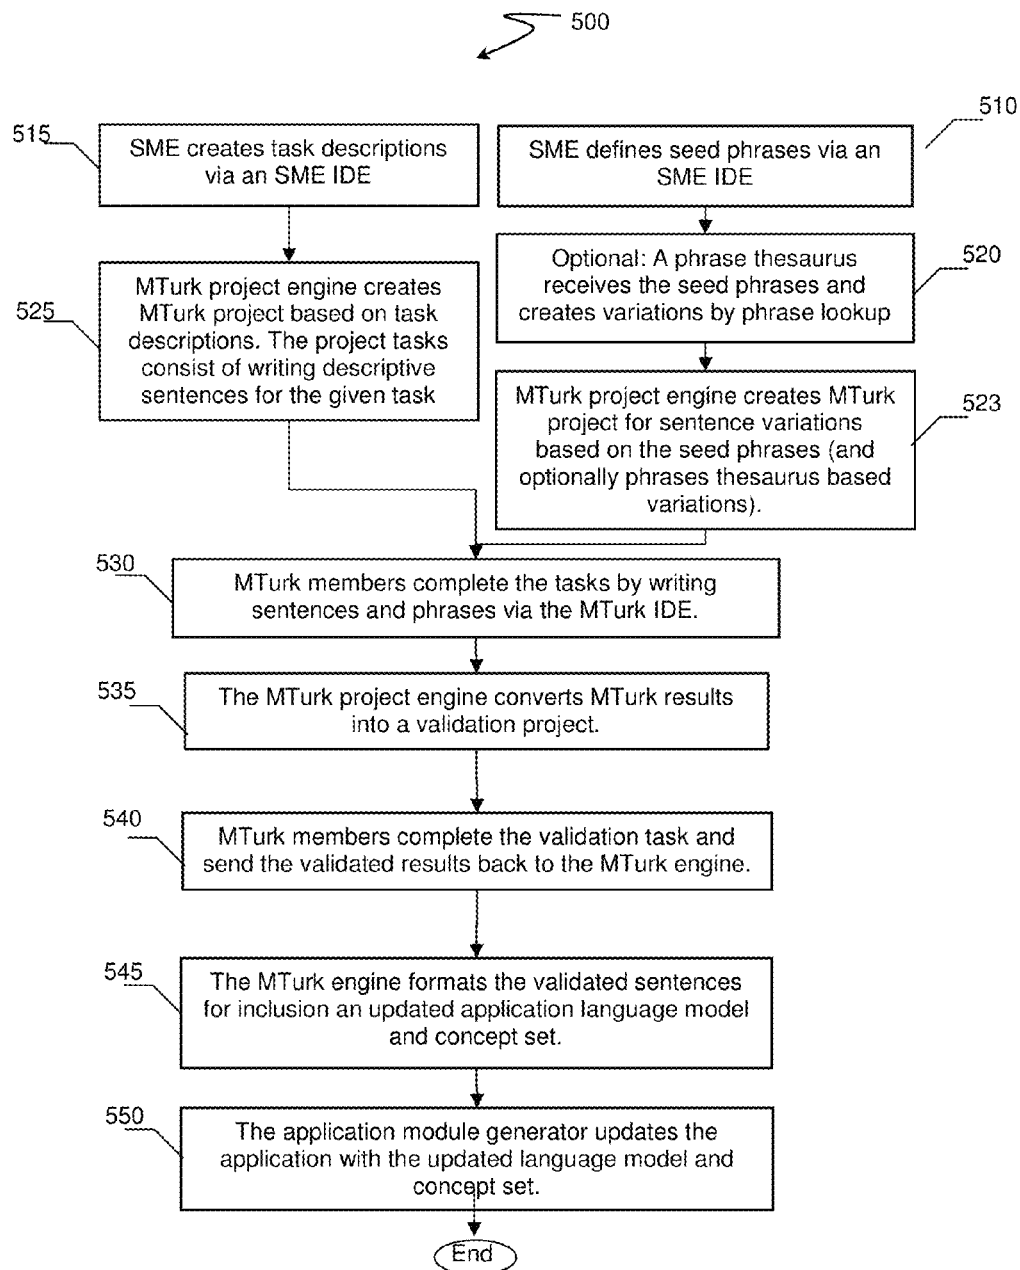 500
515
SME creates task descriptions
via an SME IDE
510
SME defines seed phrases via an
SME IDE
525
MTurk project engine creates
MTurk project based on task
descriptions. The project tasks
consist of writing descriptive
sentences for the given task
520
Optional: A phrase thesaurus
receives the seed phrases and
creates variations by phrase lookup
523
MTurk project engine creates MTurk
project for sentence variations
based on the seed phrases (and
optionally phrases thesaurus based
variations).
530
MTurk members complete the tasks by writing
sentences and phrases via the MTurk IDE.
535
The MTurk project engine converts MTurk results
into a validation project.
540
MTurk members complete the validation task and
send the validated results back to the MTurk engine.
545
The MTurk engine formats the validated sentences
for inclusion an updated application language model
and concept set.
550
The application module generator updates the
application with the updated language model and
concept set.
End